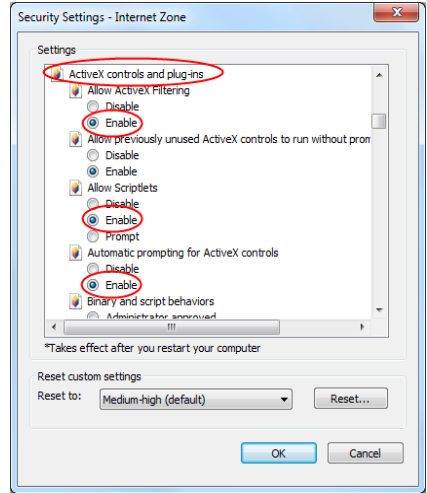 Security Settings - Internet Zone
Settings
ActiveX controls and plug-ins
Allow ActiveX Filtering
Disable
Enable
Allow previously unused ActiveX controls to run without prom
Disable
Enable
Allow Scriptlets
Disable
Enable
Prompt
Automatic prompting for ActiveX controls
Disable
Enable
Binary and script behaviors
Administrator approved
*Takes effect after you restart your computer
Reset custom settings
Reset to: Medium-high (default) Reset...
OK Cancel